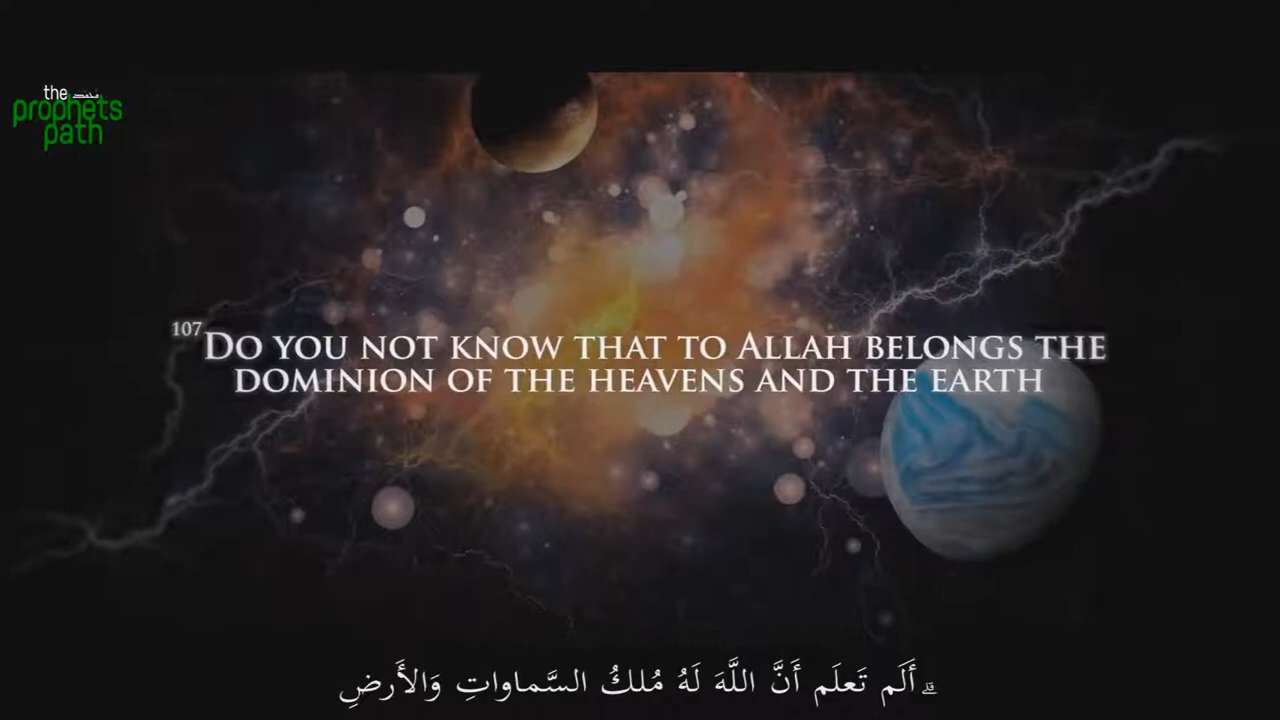 the محمد
prophets
path
107 DO YOU NOT KNOW THAT TO ALLAH BELONGS THE
DOMINION OF THE HEAVENS AND THE EARTH
ۗ أَلَم تَعلَم أَنَّ اللَّهَ لَهُ مُلكُ السَّماواتِ وَالأَرضِ